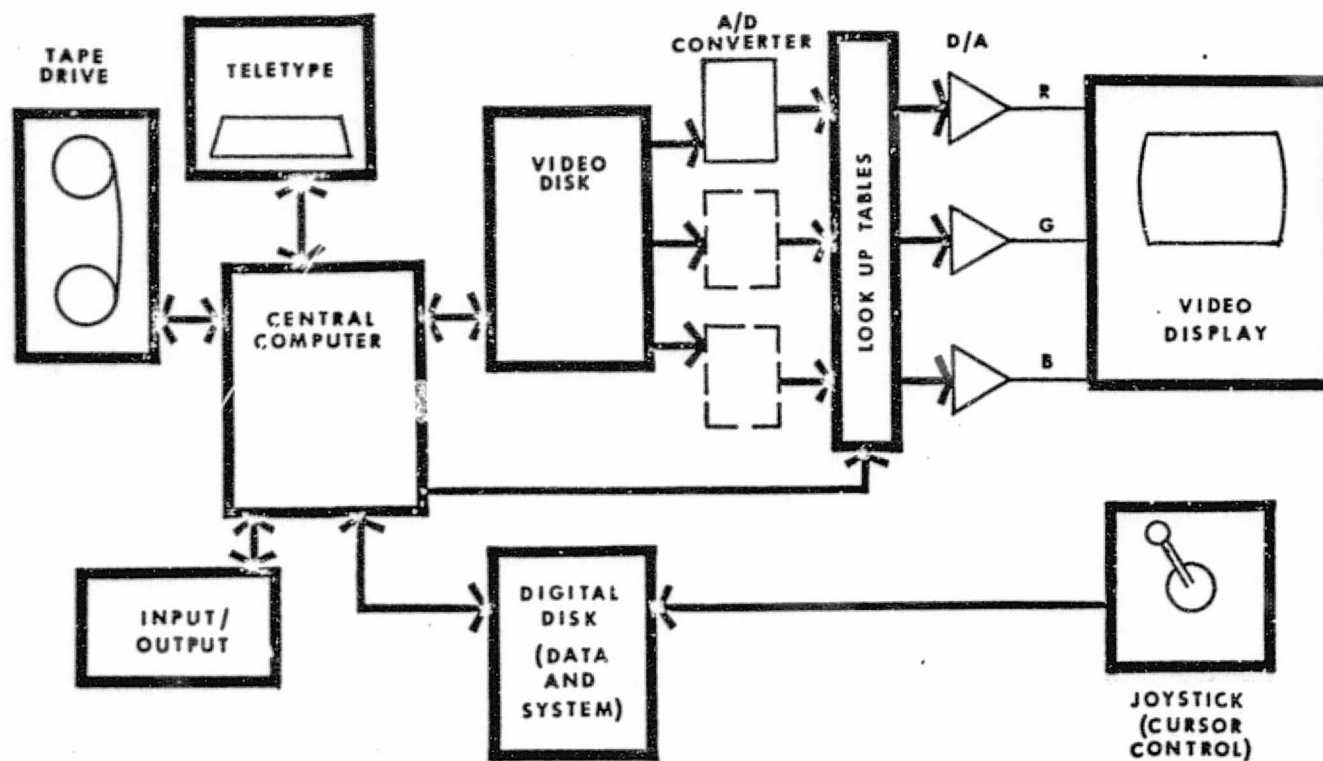 TAPE
DRIVE
TELETYPE
A/D
CONVERTER
D/A
VIDEO
DISK
LOOK UP TABLES
R
G
B
VIDEO
DISPLAY
CENTRAL
COMPUTER
INPUT/
OUTPUT
DIGITAL
DISK
(DATA
AND
SYSTEM)
JOYSTICK
(CURSOR
CONTROL)